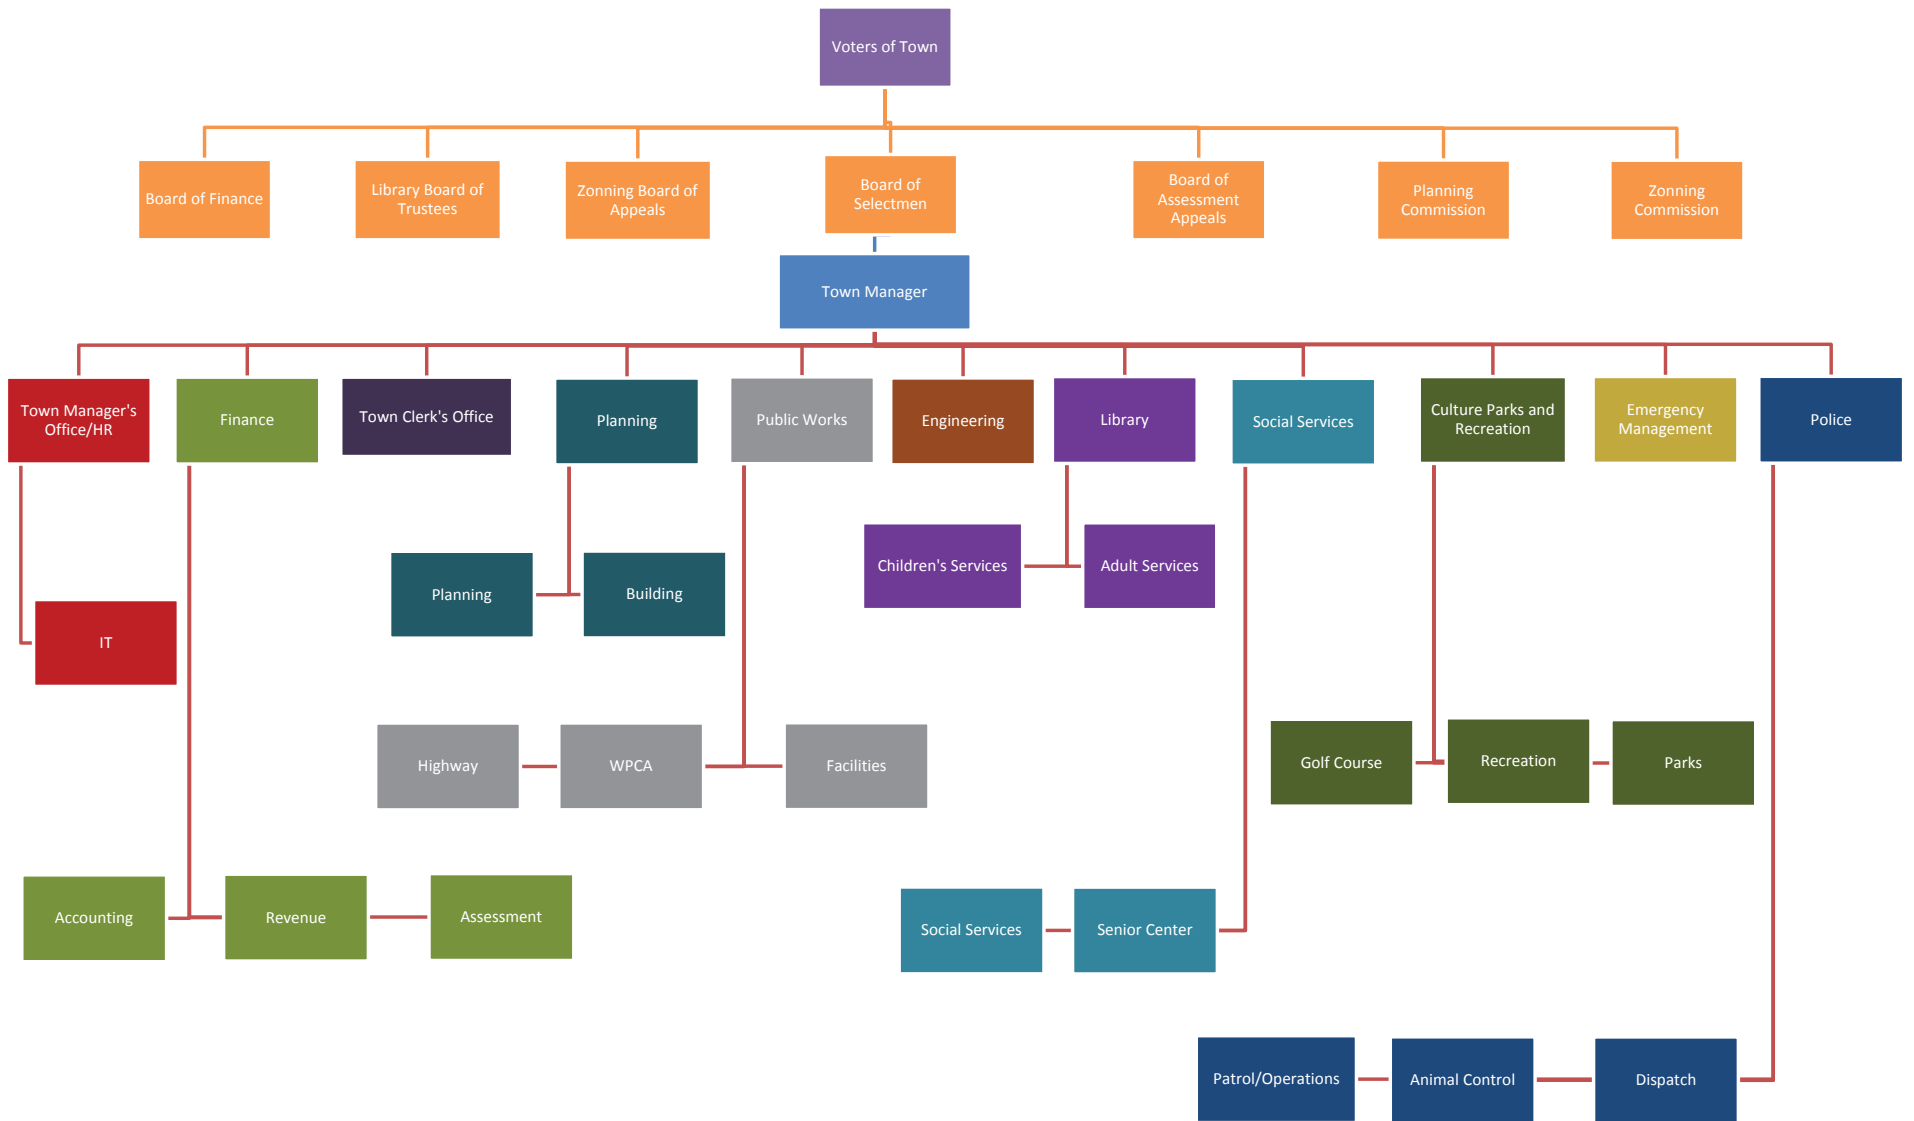 Voters of Town
Board of Finance
Library Board of
Trustees
Zonning Board of
Appeals
Board of
Selectmen
Board of
Assessment
Appeals
Planning
Commission
Zonning
Commission
Town Manager
Town Manager's
Office/HR
Finance
Town Clerk's Office
Planning
Public Works
Engineering
Library
Social Services
Culture Parks and
Recreation
Emergency
Management
Police
Children's Services
Adult Services
Planning
Building
IT
Highway
WPCA
Facilities
Golf Course
Recreation
Parks
Accounting
Revenue
Assessment
Social Services
Senior Center
Patrol/Operations
Animal Control
Dispatch